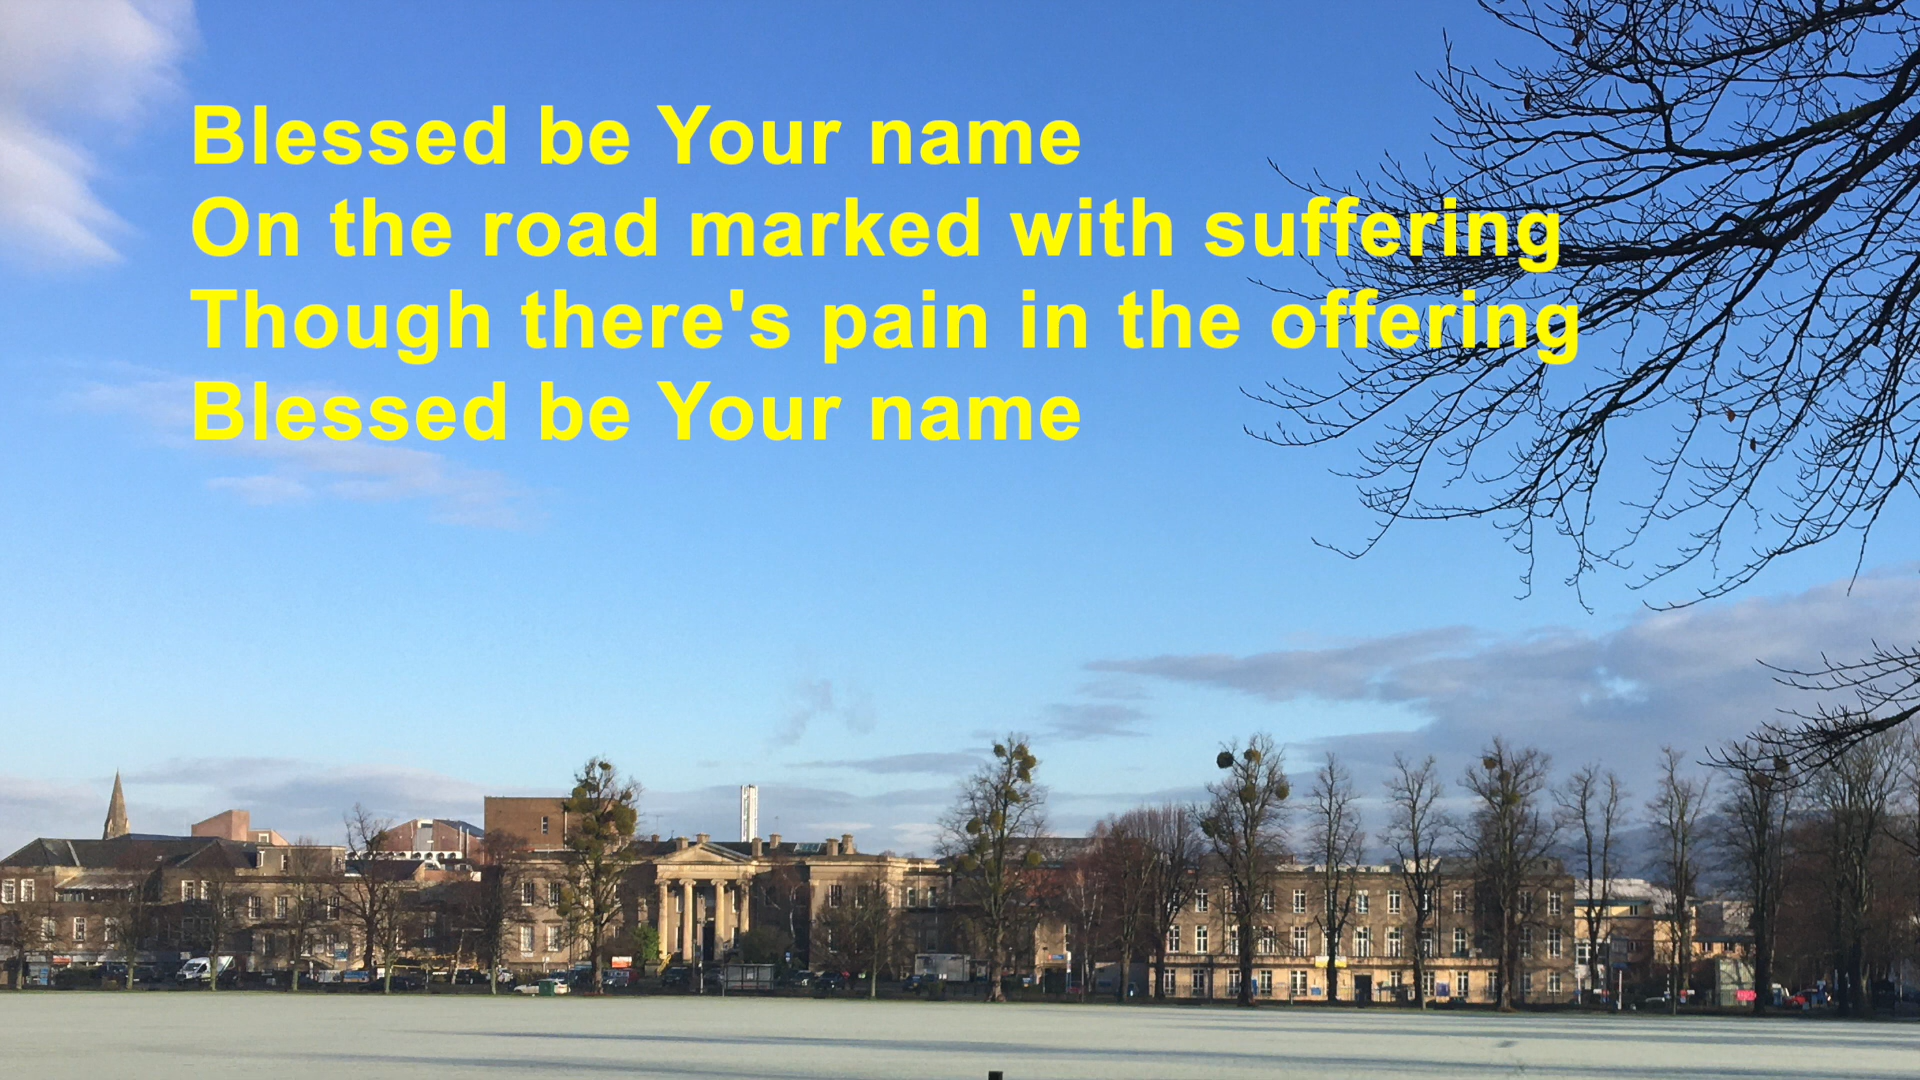 Blessed be Your name
On the road marked with suffering
Though there's pain in the offering
Blessed be Your name